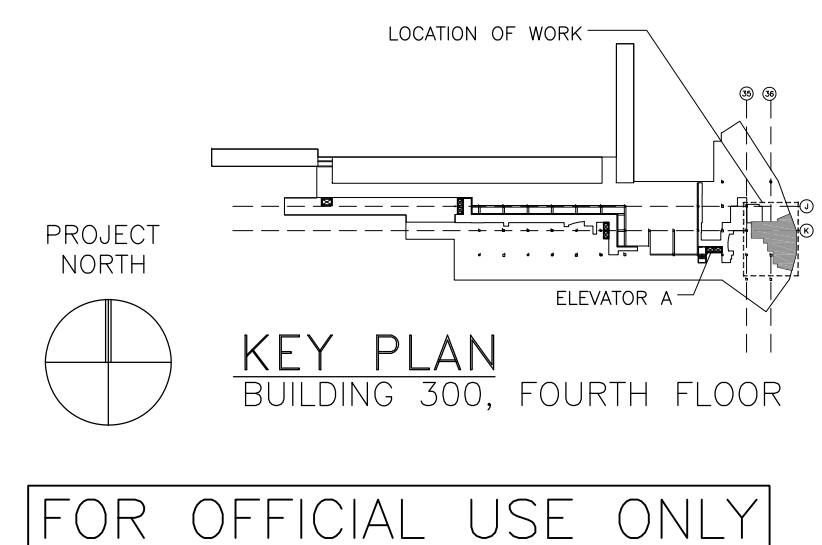 LOCATION OF WORK
35 36
J
K
PROJECT
NORTH
ELEVATOR A
KEY PLAN
BUILDING 300, FOURTH FLOOR
FOR OFFICIAL USE ONLY